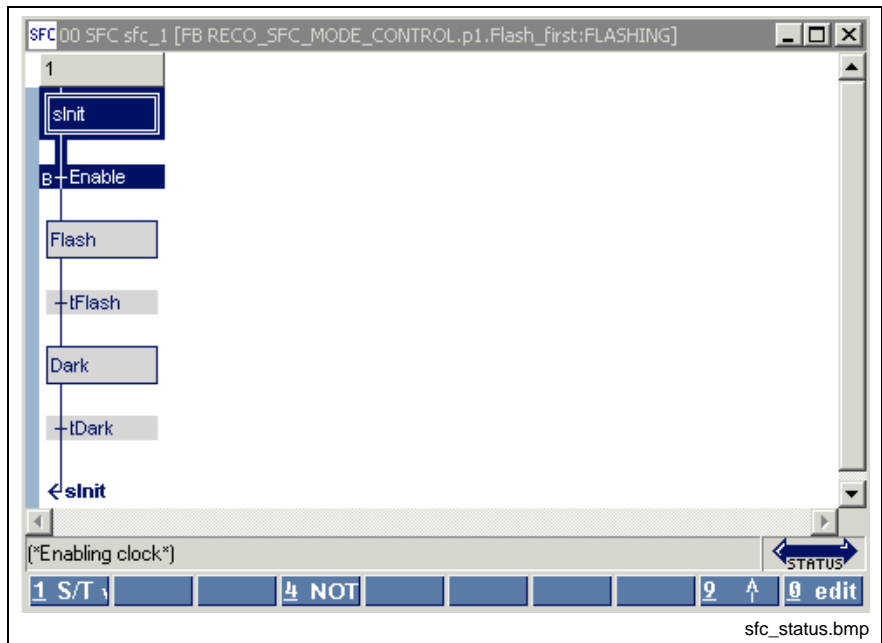 SFC 00 SFC sfc_1 [FB RECO_SFC_MODE_CONTROL.p1.Flash_first:FLASHING]
1
sInit
B Enable
Flash
tFlash
Dark
tDark
sInit
(*Enabling clock*)
STATUS
1 S/T 4 NOT 9 0 edit
sfc_status.bmp